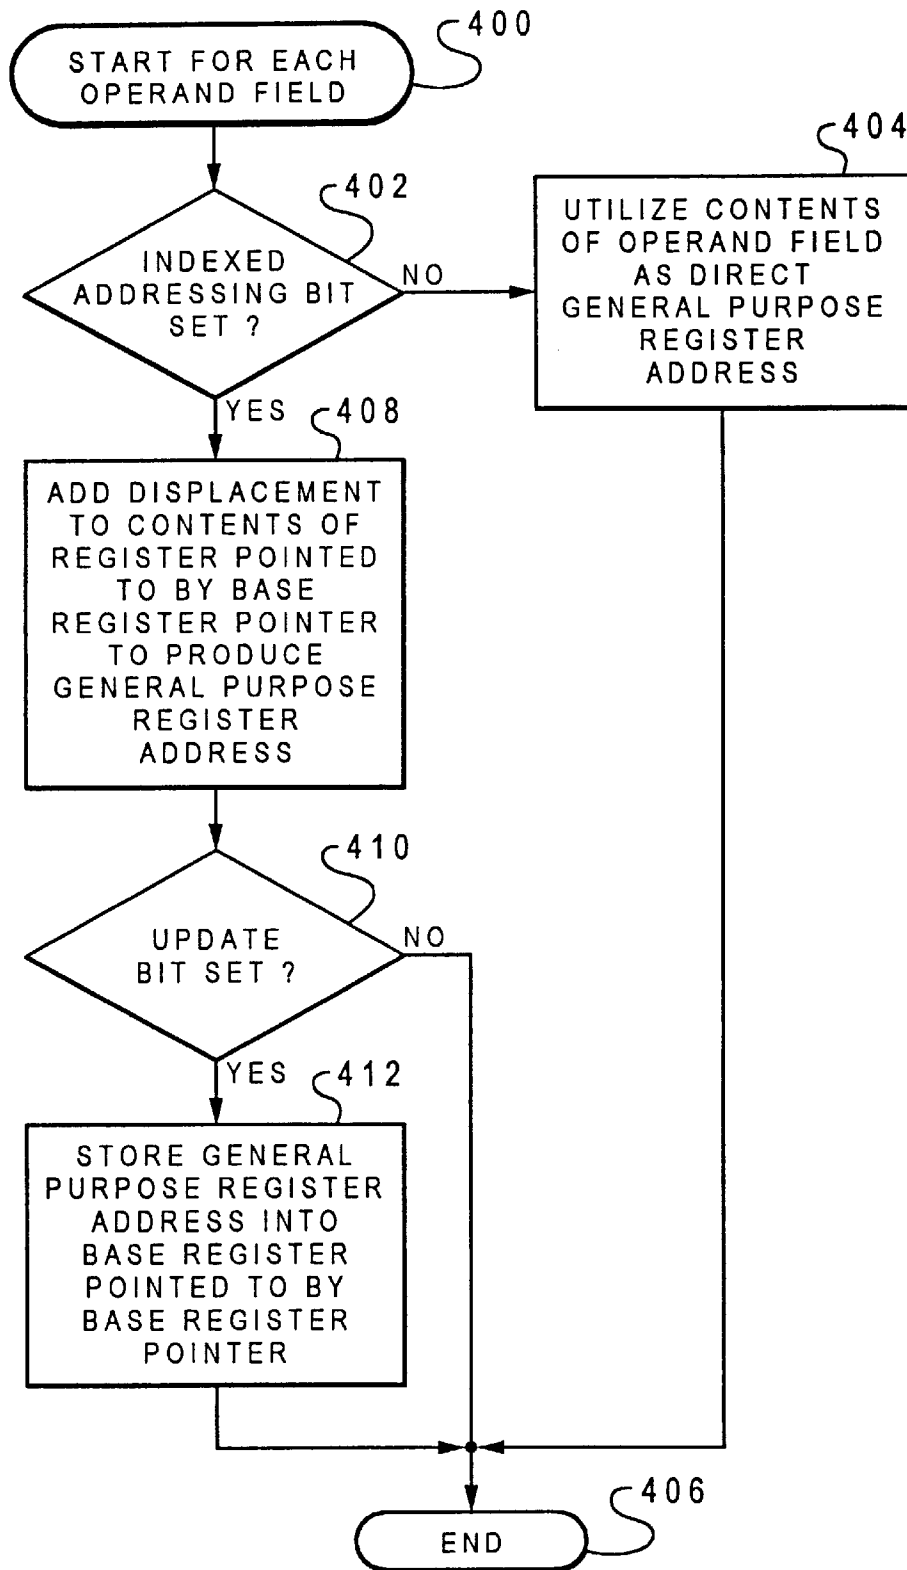 400
START FOR EACH
OPERAND FIELD
402
INDEXED
ADDRESSING BIT
SET ?
NO
404
UTILIZE CONTENTS
OF OPERAND FIELD
AS DIRECT
GENERAL PURPOSE
REGISTER
ADDRESS
YES
408
ADD DISPLACEMENT
TO CONTENTS OF
REGISTER POINTED
TO BY BASE
REGISTER POINTER
TO PRODUCE
GENERAL PURPOSE
REGISTER
ADDRESS
410
UPDATE
BIT SET ?
NO
YES
412
STORE GENERAL
PURPOSE REGISTER
ADDRESS INTO
BASE REGISTER
POINTED TO BY
BASE REGISTER
POINTER
406
END